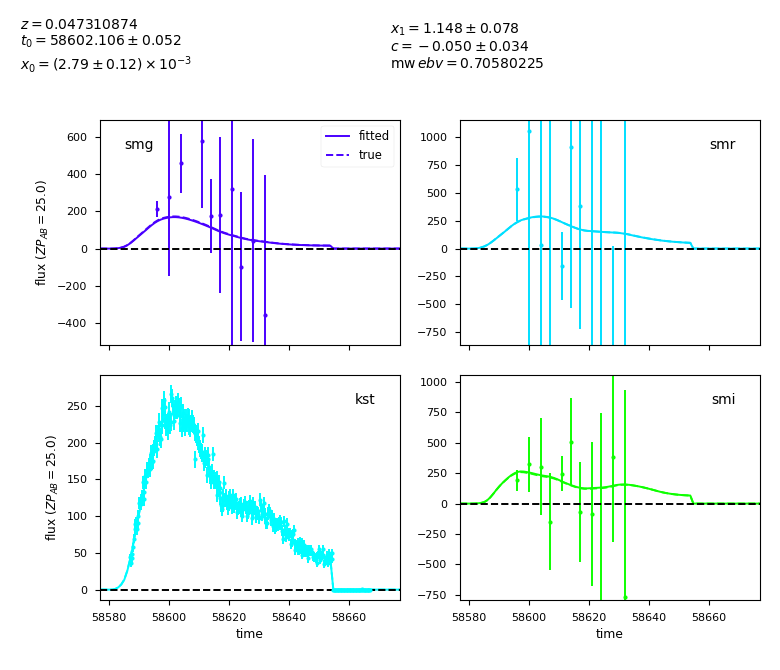 z = 0.047310874
t₀ = 58602.106 ± 0.052
x₀ = (2.79 ± 0.12) × 10⁻³
x₁ = 1.148 ± 0.078
c = −0.050 ± 0.034
mw ebv = 0.70580225
600
400
200
0
−200
−400
flux (ZP_AB = 25.0)
smg
fitted
true
1000
750
500
250
0
−250
−500
−750
smr
250
200
150
100
50
0
flux (ZP_AB = 25.0)
kst
58580
58600
58620
58640
58660
time
1000
750
500
250
0
−250
−500
−750
smi
58580
58600
58620
58640
58660
time